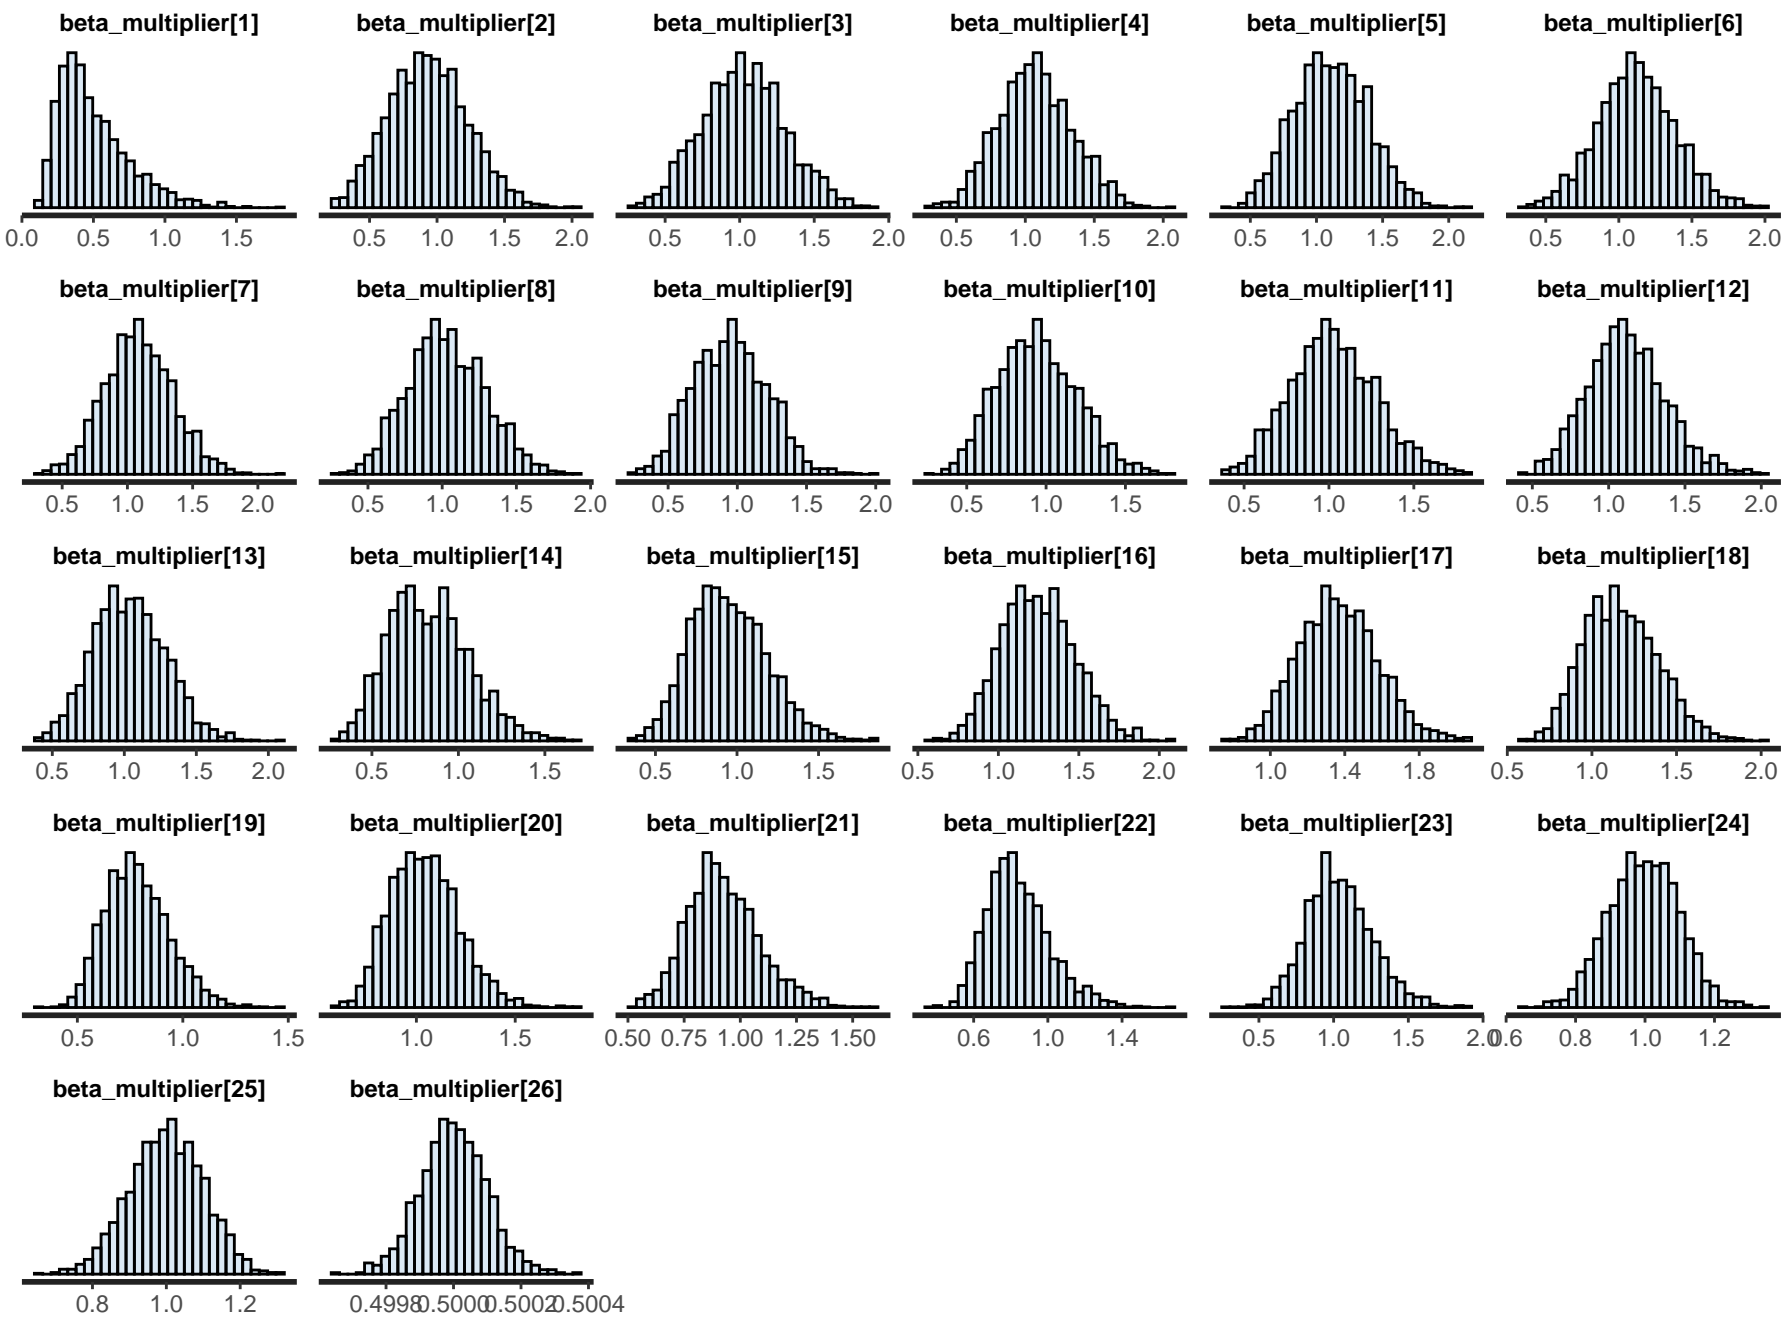 beta_multiplier[1] beta_multiplier[2] beta_multiplier[3] beta_multiplier[4] beta_multiplier[5] beta_multiplier[6]
0.0 0.5 1.0 1.5 0.5 1.0 1.5 2.0 0.5 1.0 1.5 2.0 0.5 1.0 1.5 2.0 0.5 1.0 1.5 2.0 0.5 1.0 1.5 2.0
beta_multiplier[7] beta_multiplier[8] beta_multiplier[9] beta_multiplier[10] beta_multiplier[11] beta_multiplier[12]
0.5 1.0 1.5 2.0 0.5 1.0 1.5 2.0 0.5 1.0 1.5 2.0 0.5 1.0 1.5 0.5 1.0 1.5 0.5 1.0 1.5 2.0
beta_multiplier[13] beta_multiplier[14] beta_multiplier[15] beta_multiplier[16] beta_multiplier[17] beta_multiplier[18]
0.5 1.0 1.5 2.0 0.5 1.0 1.5 0.5 1.0 1.5 0.5 1.0 1.5 2.0 1.0 1.4 1.8 0.5 1.0 1.5 2.0
beta_multiplier[19] beta_multiplier[20] beta_multiplier[21] beta_multiplier[22] beta_multiplier[23] beta_multiplier[24]
0.5 1.0 1.5 1.0 1.5 0.50 0.75 1.00 1.25 1.50 0.6 1.0 1.4 0.5 1.0 1.5 2.0 0.6 0.8 1.0 1.2
beta_multiplier[25] beta_multiplier[26]
0.8 1.0 1.2 0.4998 0.5000 0.5002 0.5004